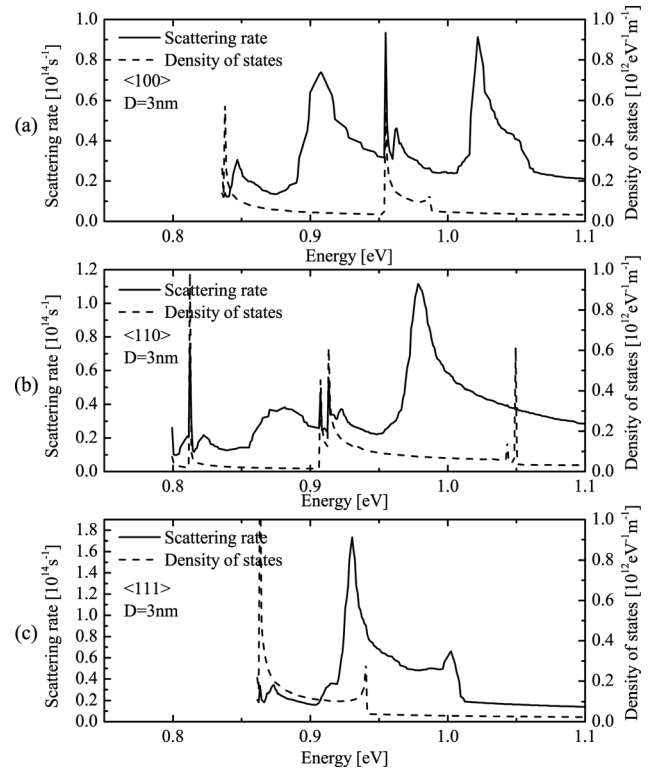 (a)
Scattering rate [10¹⁴s⁻¹]
1.0
0.8
0.6
0.4
0.2
0.0
Scattering rate
Density of states
<100>
D=3nm
1.0
0.8
0.6
0.4
0.2
0.0
Density of states [10¹²eV⁻¹m⁻¹]
0.8 0.9 1.0 1.1
Energy [eV]
(b)
Scattering rate [10¹⁴s⁻¹]
1.2
1.0
0.8
0.6
0.4
0.2
0.0
Scattering rate
Density of states
<110>
D=3nm
1.0
0.8
0.6
0.4
0.2
0.0
Density of states [10¹²eV⁻¹m⁻¹]
0.8 0.9 1.0 1.1
Energy [eV]
(c)
Scattering rate [10¹⁴s⁻¹]
1.8
1.6
1.4
1.2
1.0
0.8
0.6
0.4
0.2
0.0
Scattering rate
Density of states
<111>
D=3nm
1.0
0.8
0.6
0.4
0.2
0.0
Density of states [10¹²eV⁻¹m⁻¹]
0.8 0.9 1.0 1.1
Energy [eV]